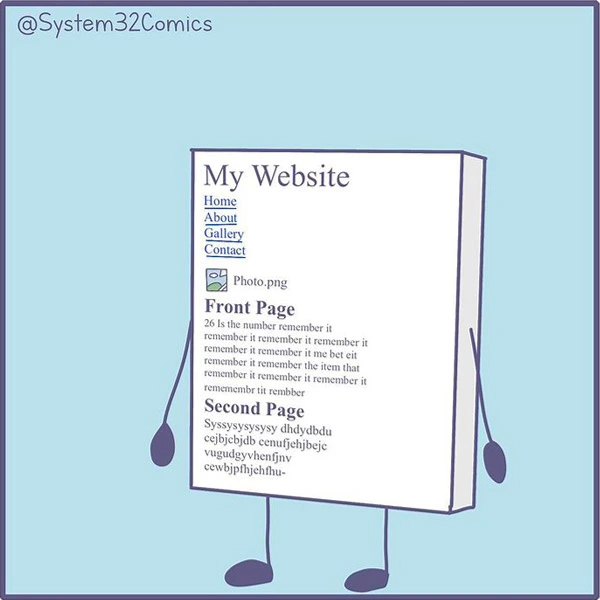 @System32Comics
My Website
Home
About
Gallery
Contact
Photo.png
Front Page
26 Is the number remember it
remember it remember it remember it
remember it remember it me bet eit
remember it remember the item that
remember it remember it remember it
rememembr tit rembber
Second Page
Syssysysysysy dhdydbdu
cejbjcbjdb cenufjehjbejc
vugudgyvhenfjnv
cewbjpfhjehfhu-